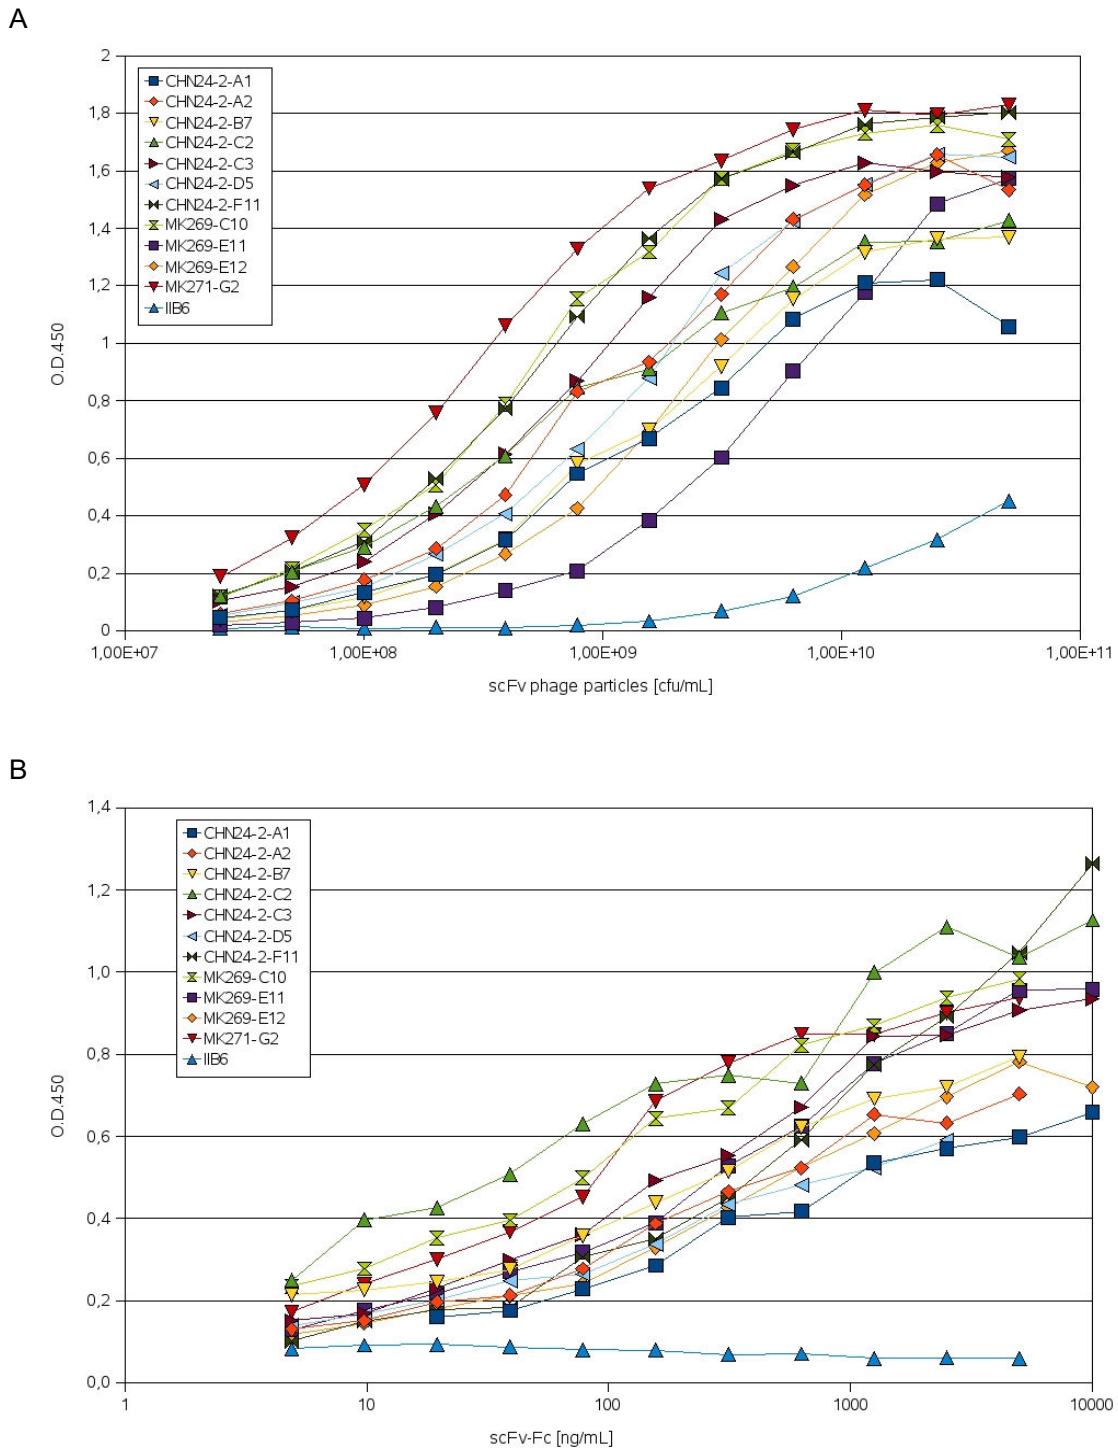 A
2
1,8
1,6
1,4
1,2
1
0,8
0,6
0,4
0,2
0
O.D.450
CHN24-2-A1
CHN24-2-A2
CHN24-2-B7
CHN24-2-C2
CHN24-2-C3
CHN24-2-D5
CHN24-2-F11
MK269-C10
MK269-E11
MK269-E12
MK271-G2
IIB6
1,00E+07 1,00E+08 1,00E+09 1,00E+10 1,00E+11
scFv phage particles [cfu/mL]
B
1,4
1,2
1,0
0,8
0,6
0,4
0,2
0,0
O.D.450
CHN24-2-A1
CHN24-2-A2
CHN24-2-B7
CHN24-2-C2
CHN24-2-C3
CHN24-2-D5
CHN24-2-F11
MK269-C10
MK269-E11
MK269-E12
MK271-G2
IIB6
1 10 100 1000 10000
scFv-Fc [ng/mL]